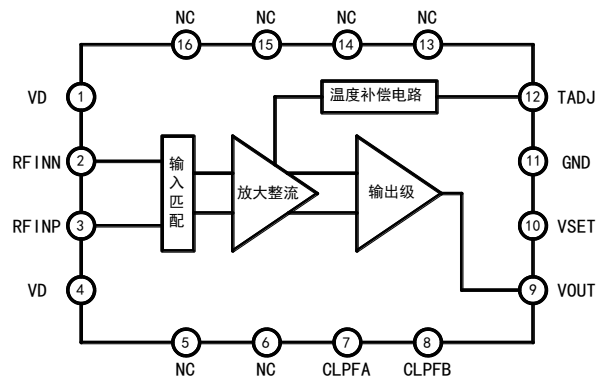 NC NC NC NC
16 15 14 13
温度补偿电路
VD 1
12 TADJ
RFINN 2
输入匹配
放大整流
输出级
11 GND
RFINP 3
10 VSET
VD 4
9 VOUT
5 6 7 8
NC NC CLPFA CLPFB